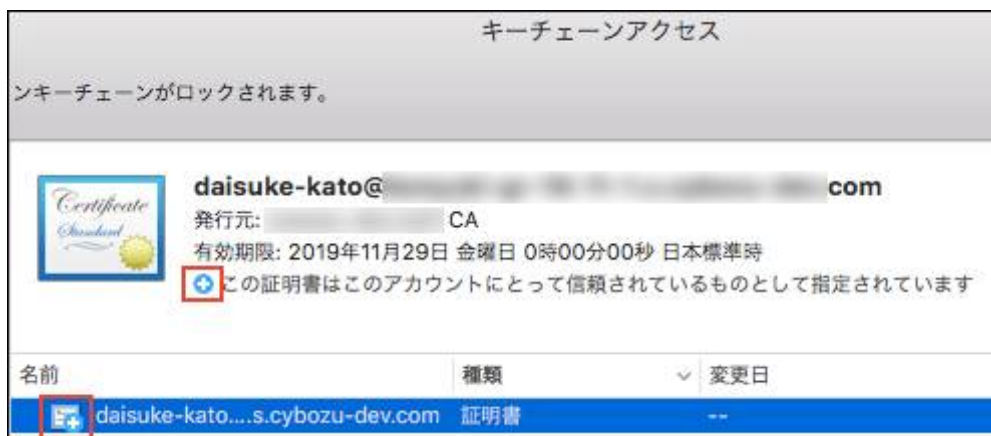 キーチェーンアクセス
ンキーチェーンがロックされます。
Certificate
Standard
daisuke-kato@ com
発行元: CA
有効期限: 2019年11月29日 金曜日 0時00分00秒 日本標準時
この証明書はこのアカウントにとって信頼されているものとして指定されています
名前 種類 変更日
daisuke-kato....s.cybozu-dev.com 証明書 --